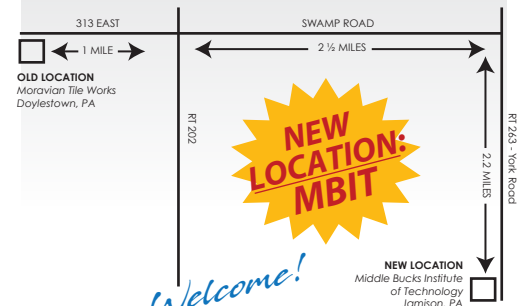 313 EAST
SWAMP ROAD
1 MILE
2 ½ MILES
OLD LOCATION
Moravian Tile Works
Doylestown, PA
RT 202
NEW
LOCATION:
MBIT
2.2 MILES
RT 263 - York Road
Welcome!
NEW LOCATION
Middle Bucks Institute
of Technology
Jamison, PA